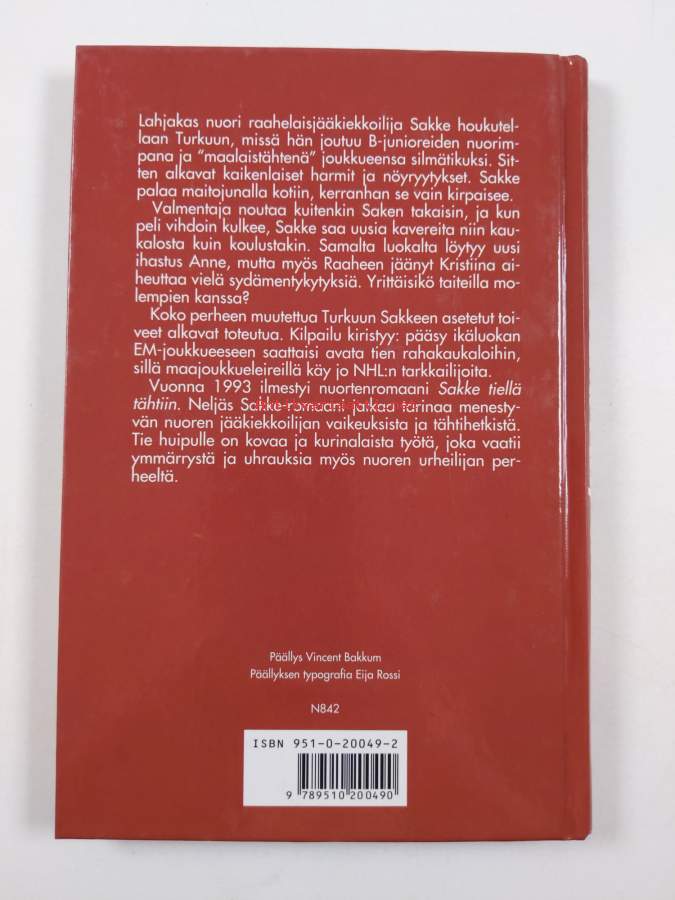 Lahjakas nuori raahelaisjääkiekkoilija Sakke houkutel-
laan Turkuun, missä hän joutuu B-junioreiden nuorim-
pana ja "maalaistähtenä" joukkueensa silmätikuksi. Sit-
ten alkavat kaikenlaiset harmit ja nöyryytykset. Sakke
palaa maitojunalla kotiin, kerranhan se vain kirpaisee.
Valmentaja noutaa kuitenkin Saken takaisin, ja kun
peli vihdoin kulkee, Sakke saa uusia kavereita niin kau-
kalosta kuin koulustakin. Samalta luokalta löytyy uusi
ihastus Anne, mutta myös Raaheen jäänyt Kristiina ai-
heuttaa vielä sydämentykytyksiä. Yrittäisikö taiteilla mo-
lempien kanssa?
Koko perheen muutettua Turkuun Sakkeen asetetut toi-
veet alkavat toteutua. Kilpailu kiristyy: pääsy ikäluokan
EM-joukkueeseen saattaisi avata tien rahakaukaloihin,
sillä maajoukkueleireillä käy jo NHL:n tarkkailijoita.
Vuonna 1993 ilmestyi nuortenromaani Sakke tiellä
tähtiin. Neljäs Sakke-romaani jatkaa tarinaa menesty-
vän nuoren jääkiekkoilijan vaikeuksista ja tähtihetkistä.
Tie huipulle on kovaa ja kurinalaista työtä, joka vaatii
ymmärrystä ja uhrauksia myös nuoren urheilijan per-
heeltä.
Päällys Vincent Bakkum
Päällyksen typografia Eija Rossi
N842
ISBN 951-0-20049-2
9 789510 200490